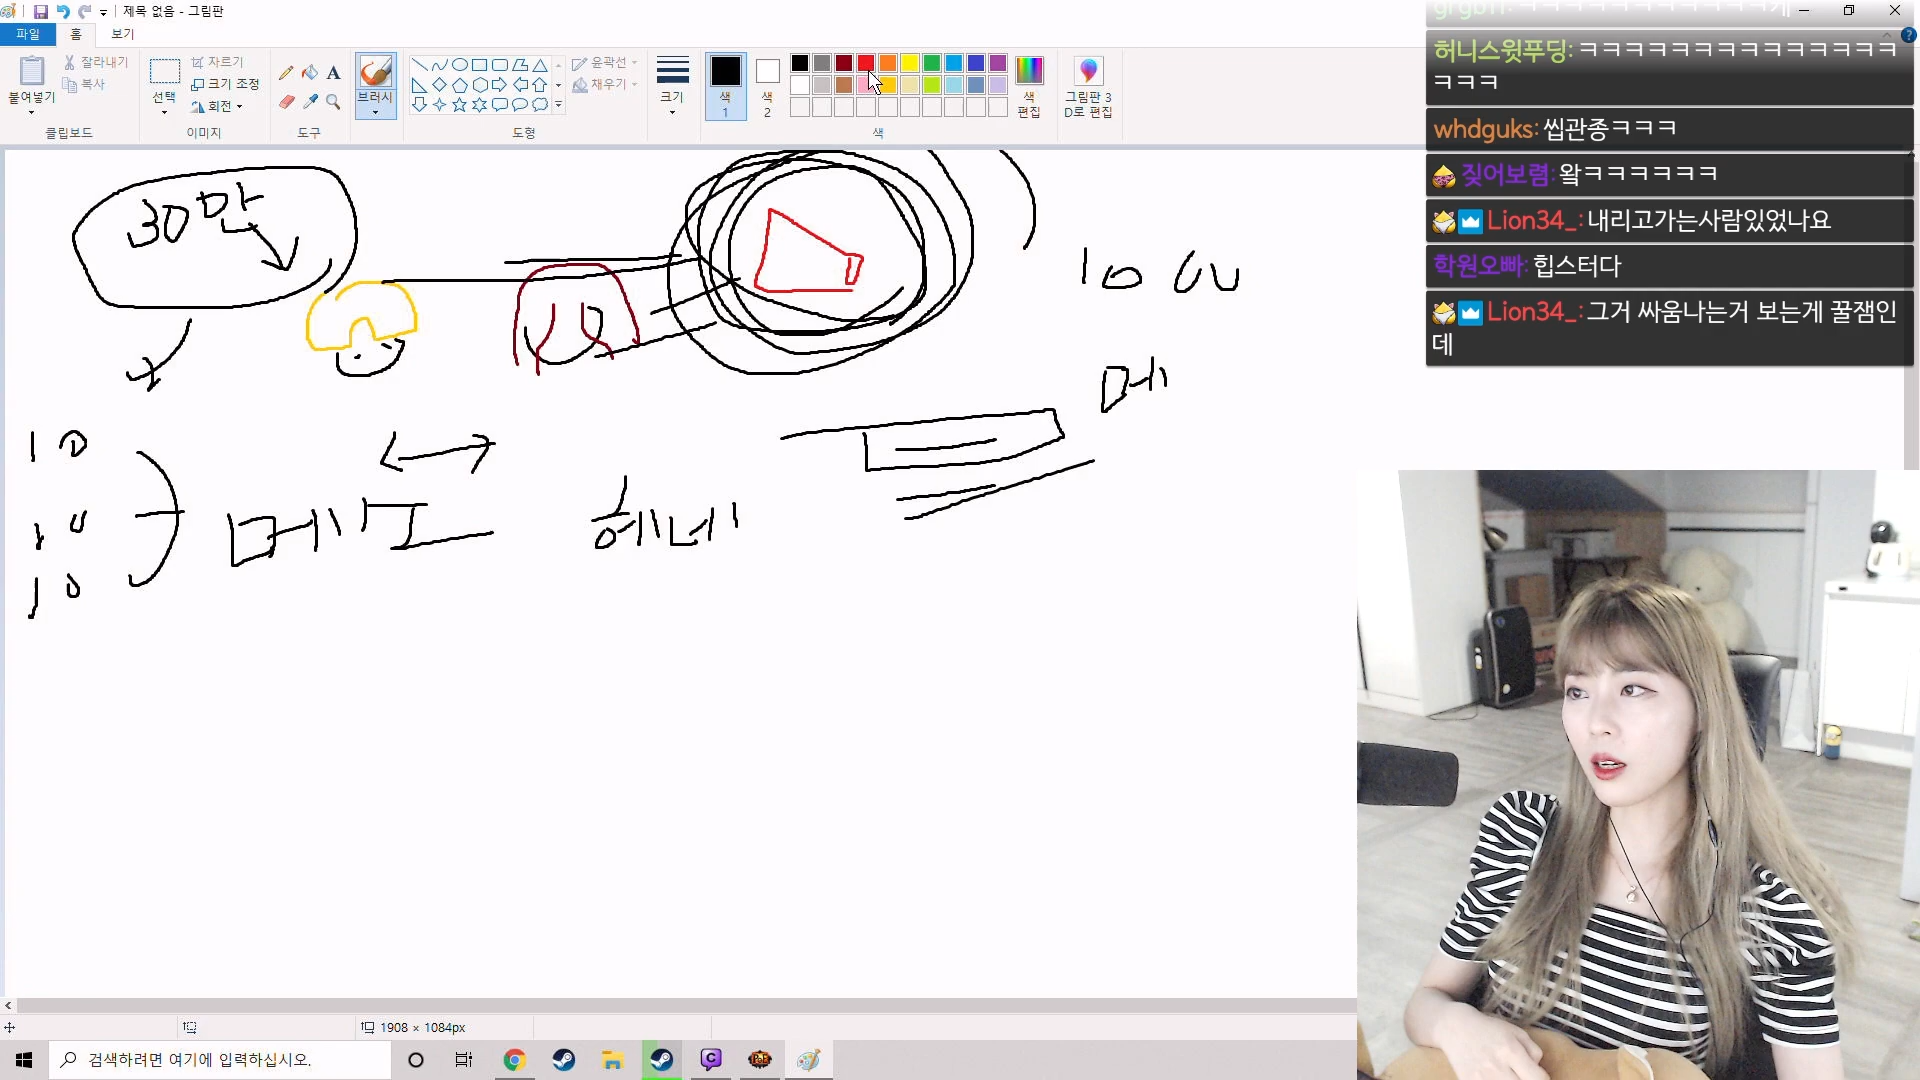 제목 없음 - 그림판
파일 홈 보기
붙여넣기
잘라내기
복사
클립보드
선택
자르기
크기 조정
회전
이미지
A
도구
브러시
도형
윤곽선
채우기
크기
색
1
색
2
색
편집
색
그림판 3
D로 편집
허니스윗푸딩: ㅋㅋㅋㅋㅋㅋㅋㅋㅋㅋㅋㅋㅋㅋ
ㅋㅋㅋ
whdguks: 씹관종ㅋㅋㅋ
짖어보렴: 왘ㅋㅋㅋㅋㅋㅋ
Lion34_: 내리고가는사람있었나요
학원오빠: 힙스터다
Lion34_: 그거 싸움나는거 보는게 꿀잼인
데
30만
10
메
10
10
10
헤네
1908 × 1084px
검색하려면 여기에 입력하십시오.